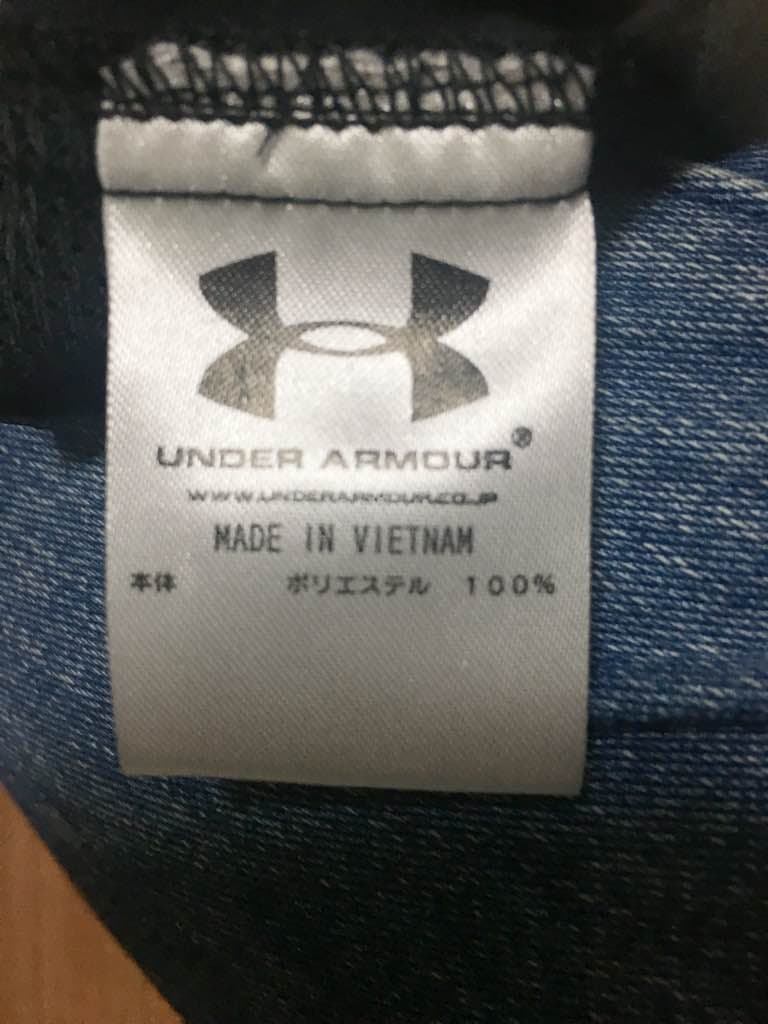 UNDER ARMOUR®
WWW.UNDERARMOUR.CO.JP
MADE IN VIETNAM
本体 ポリエステル 100%